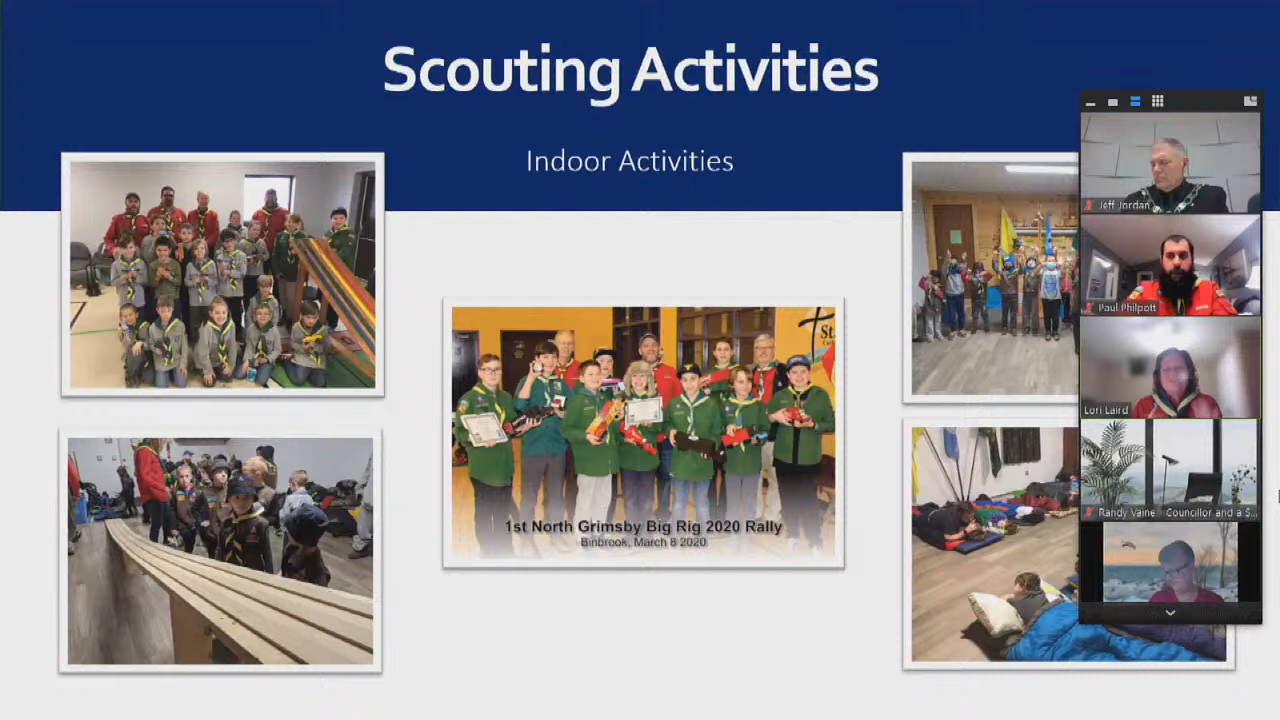 Scouting Activities
Indoor Activities
1st North Grimsby Big Rig 2020 Rally
Binbrook, March 8 2020
Jeff Jordan
Paul Philpott
Lori Laird
Randy Vaine _ Councillor and a S...